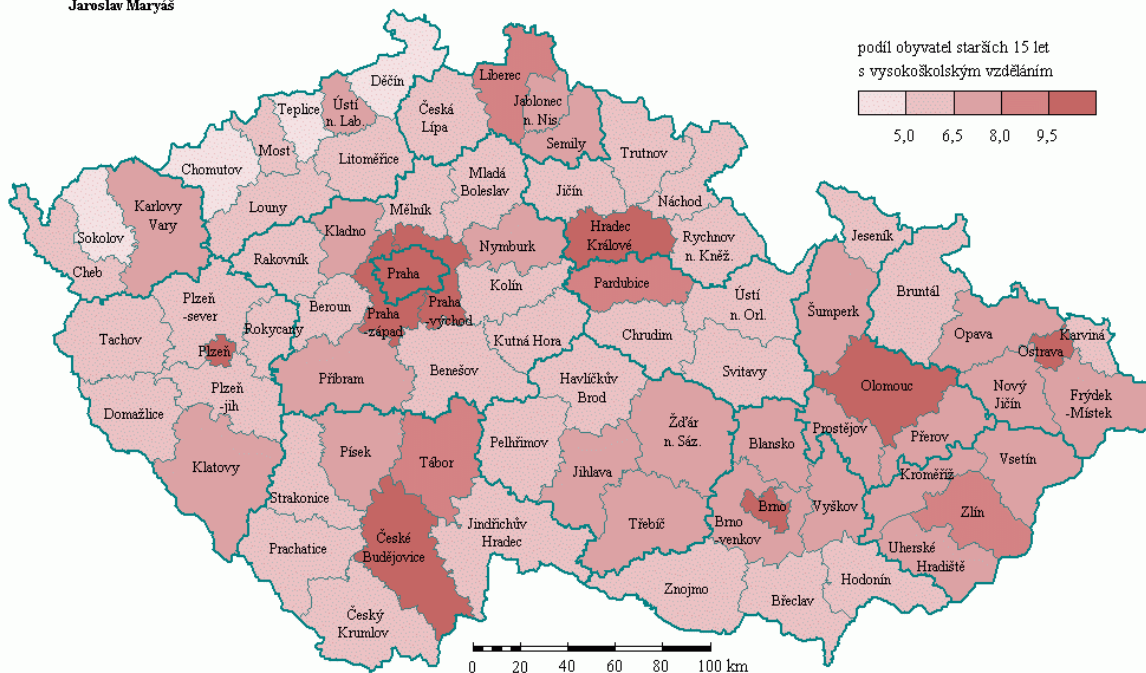 Jaroslav Maryáš
podíl obyvatel starších 15 let
s vysokoškolským vzděláním
5,0 6,5 8,0 9,5
Děčín
Liberec
Teplice
Ústí
n. Lab.
Česká
Lípa
Jablonec
n. Nis.
Semily
Most
Litoměřice
Trutnov
Chomutov
Mladá
Boleslav
Jičín
Karlovy
Vary
Louny
Mělník
Náchod
Sokolov
Kladno
Nymburk
Hradec
Králové
Rychnov
n. Kněž.
Jeseník
Cheb
Rakovník
Praha
Kolín
Pardubice
Bruntál
Plzeň
-sever
Beroun
Praha
-západ
Praha
-východ
Ústí
n. Orl.
Šumperk
Tachov
Rokycany
Kutná Hora
Chrudim
Opava
Karviná
Ostrava
Plzeň
Příbram
Benešov
Havlíčkův
Brod
Svitavy
Olomouc
Nový
Jičín
Frýdek
-Místek
Domažlice
Plzeň
-jih
Pelhřimov
Žďár
n. Sáz.
Prostějov
Přerov
Klatovy
Písek
Tábor
Jihlava
Blansko
Kroměříž
Vsetín
Strakonice
Třebíč
Brno
Brno
-venkov
Vyškov
Zlín
Prachatice
České
Budějovice
Jindřichův
Hradec
Uherské
Hradiště
Český
Krumlov
Znojmo
Břeclav
Hodonín
0 20 40 60 80 100 km